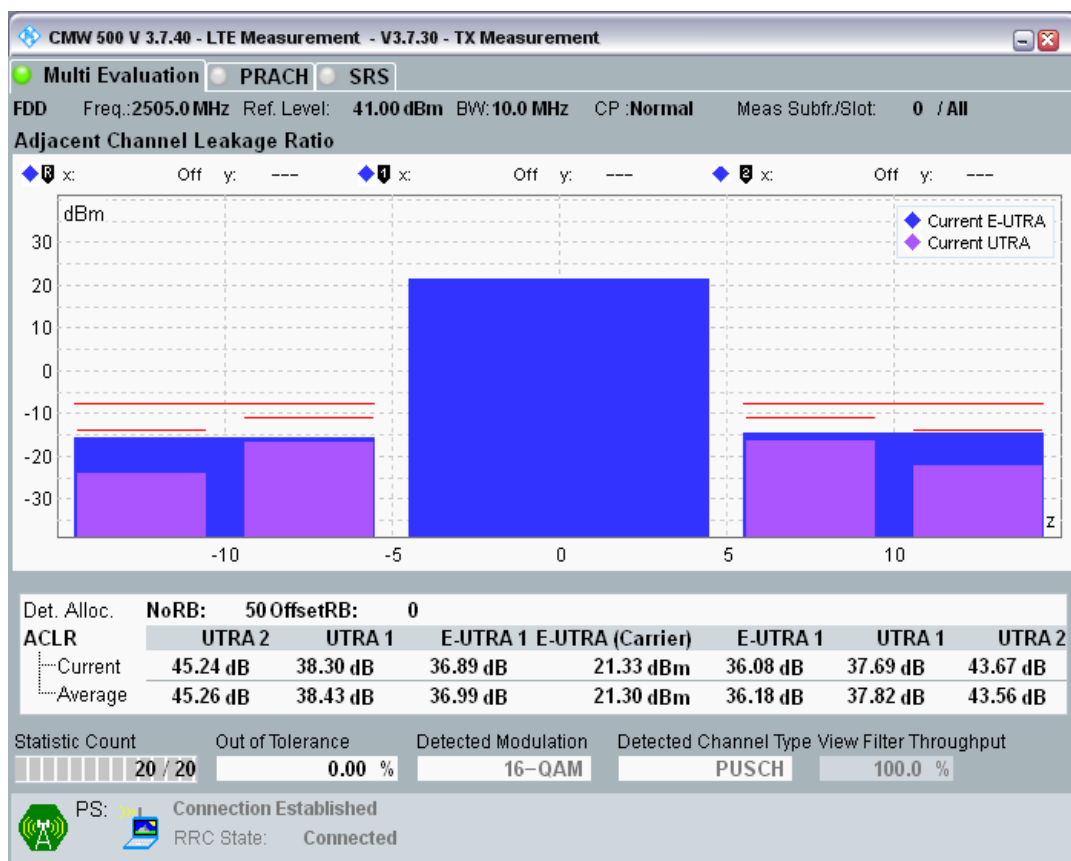 CMW 500 V 3.7.40 - LTE Measurement - V3.7.30 - TX Measurement
Multi Evaluation PRACH SRS
FDD Freq.:2505.0 MHz Ref. Level: 41.00 dBm BW:10.0 MHz CP :Normal Meas Subfr./Slot: 0 / All
Adjacent Channel Leakage Ratio
R x: Off y: --- 1 x: Off y: --- 2 x: Off y: ---
dBm
Current E-UTRA
Current UTRA
30
20
10
0
-10
-20
-30
z
-10 -5 0 5 10
Det. Alloc. NoRB: 50 OffsetRB: 0
ACLR UTRA 2 UTRA 1 E-UTRA 1 E-UTRA (Carrier) E-UTRA 1 UTRA 1 UTRA 2
Current 45.24 dB 38.30 dB 36.89 dB 21.33 dBm 36.08 dB 37.69 dB 43.67 dB
Average 45.26 dB 38.43 dB 36.99 dB 21.30 dBm 36.18 dB 37.82 dB 43.56 dB
Statistic Count Out of Tolerance Detected Modulation Detected Channel Type View Filter Throughput
20 / 20 0.00 % 16-QAM PUSCH 100.0 %
PS: Connection Established
RRC State: Connected